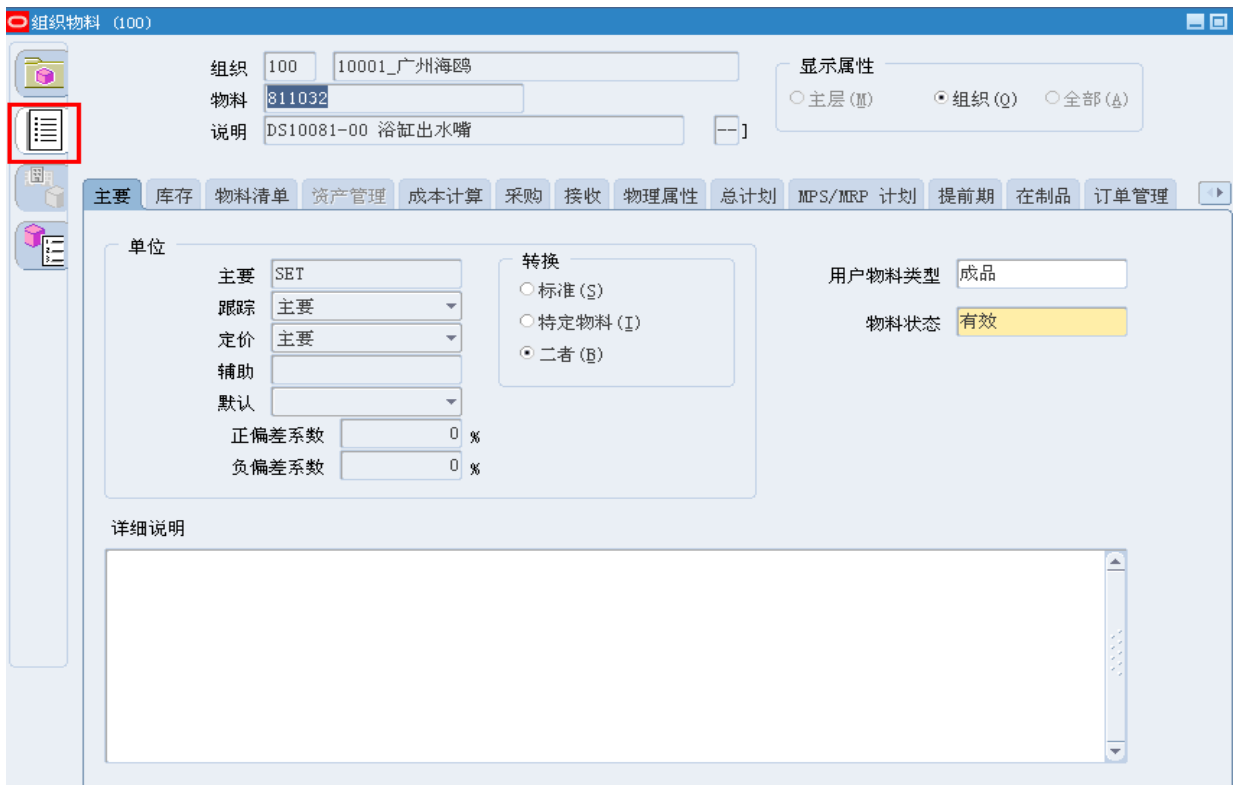 组织物料 (100)
组织 100 10001_广州海鸥
物料 811032
说明 DS10081-00 浴缸出水嘴 [--]
显示属性
主层(M) 组织(O) 全部(A)
主要 库存 物料清单 资产管理 成本计算 采购 接收 物理属性 总计划 MPS/MRP 计划 提前期 在制品 订单管理
单位
主要 SET
跟踪 主要
定价 主要
辅助
默认
正偏差系数 0 %
负偏差系数 0 %
转换
标准(S)
特定物料(I)
二者(B)
用户物料类型 成品
物料状态 有效
详细说明